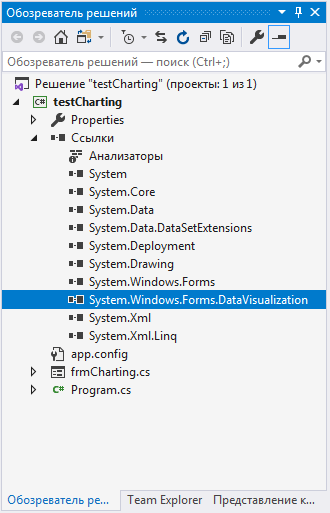 Обозреватель решений
Обозреватель решений — поиск (Ctrl+;)
Решение "testCharting" (проекты: 1 из 1)
C# testCharting
Properties
Ссылки
Анализаторы
System
System.Core
System.Data
System.Data.DataSetExtensions
System.Deployment
System.Drawing
System.Windows.Forms
System.Windows.Forms.DataVisualization
System.Xml
System.Xml.Linq
app.config
frmCharting.cs
C# Program.cs
Обозреватель ре... Team Explorer Представление к...